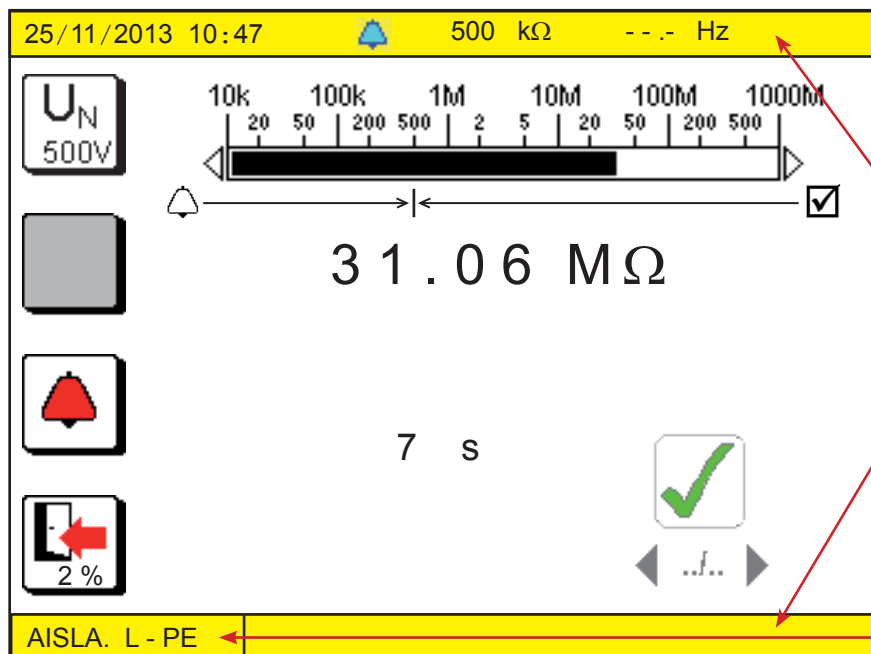 25/11/2013 10:47 500 kΩ - - .- Hz
U_N
500V
10k 100k 1M 10M 100M 1000M
20 50 200 500 2 5 20 50 200 500
31.06 MΩ
7 s
2 %
../..
AISLA. L - PE